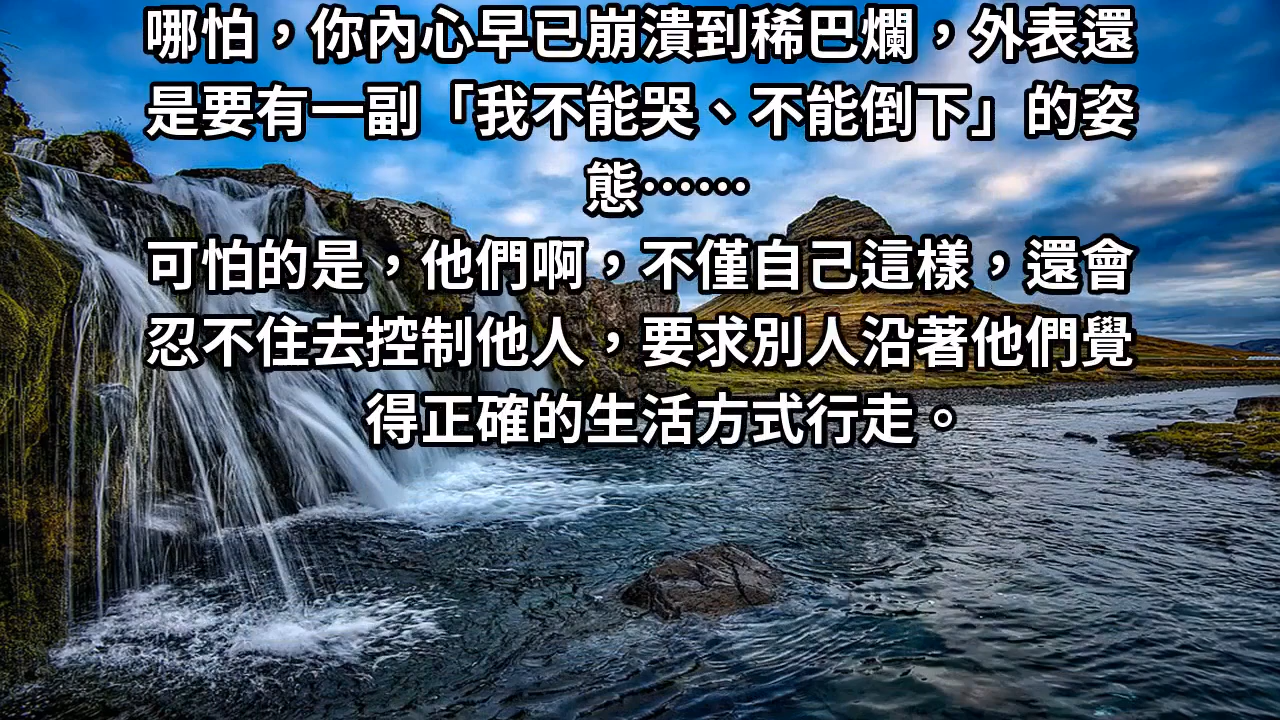 哪怕，你內心早已崩潰到稀巴爛，外表還
是要有一副「我不能哭、不能倒下」的姿
態⋯⋯
可怕的是，他們啊，不僅自己這樣，還會
忍不住去控制他人，要求別人沿著他們覺
得正確的生活方式行走。